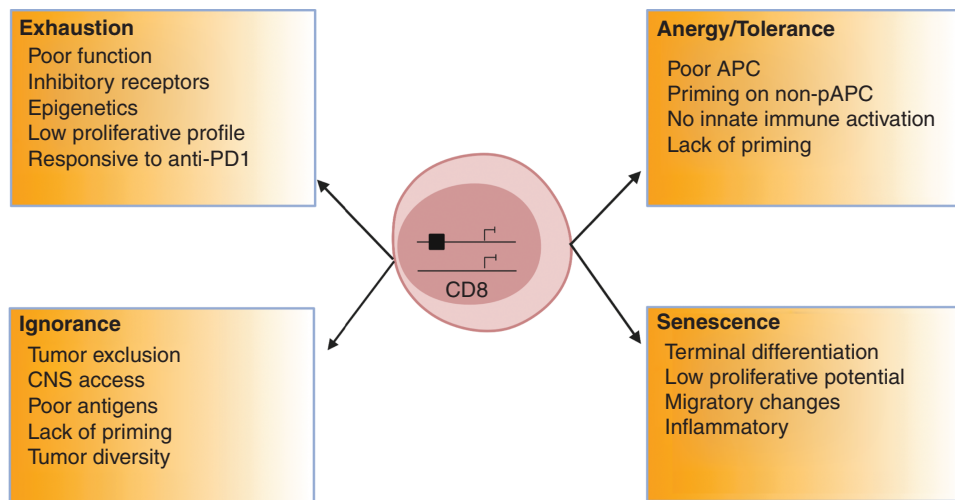 Exhaustion
Poor function
Inhibitory receptors
Epigenetics
Low proliferative profile
Responsive to anti-PD1
Anergy/Tolerance
Poor APC
Priming on non-pAPC
No innate immune activation
Lack of priming
CD8
Ignorance
Tumor exclusion
CNS access
Poor antigens
Lack of priming
Tumor diversity
Senescence
Terminal differentiation
Low proliferative potential
Migratory changes
Inflammatory